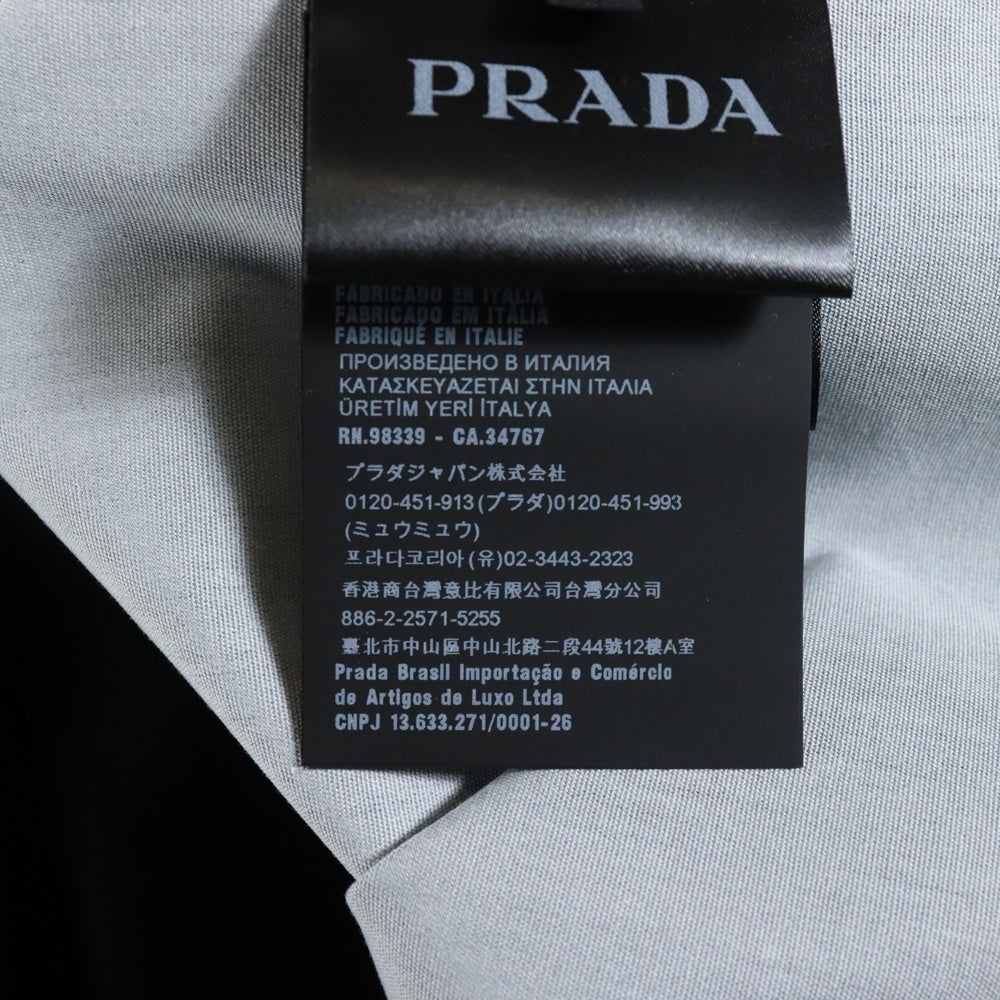 PRADA
FABRICADO EN ITALIA
FABRICADO EM ITÁLIA
FABRIQUÉ EN ITALIE
ПРОИЗВЕДЕНО В ИТАЛИЯ
ΚΑΤΑΣΚΕΥΑΖΕΤΑΙ ΣΤΗΝ ΙΤΑΛΙΑ
ÜRETİM YERİ İTALYA
RN.98339 - CA.34767
プラダジャパン株式会社
0120-451-913(プラダ)0120-451-993
(ミュウミュウ)
프라다코리아(유)02-3443-2323
香港商台灣意比有限公司台灣分公司
886-2-2571-5255
臺北市中山區中山北路二段44號12樓A室
Prada Brasil Importação e Comércio
de Artigos de Luxo Ltda
CNPJ 13.633.271/0001-26